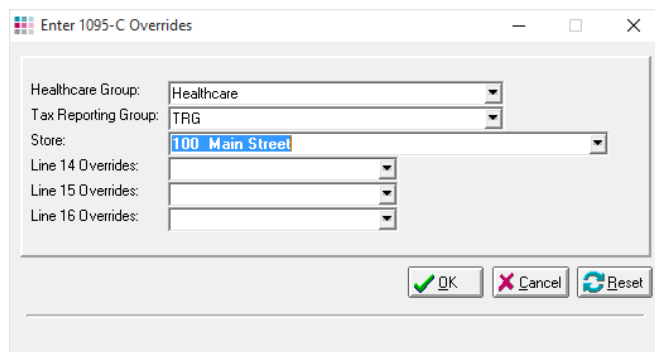 Enter 1095-C Overrides
Healthcare Group: Healthcare
Tax Reporting Group: TRG
Store: 100 Main Street
Line 14 Overrides:
Line 15 Overrides:
Line 16 Overrides:
OK Cancel Reset